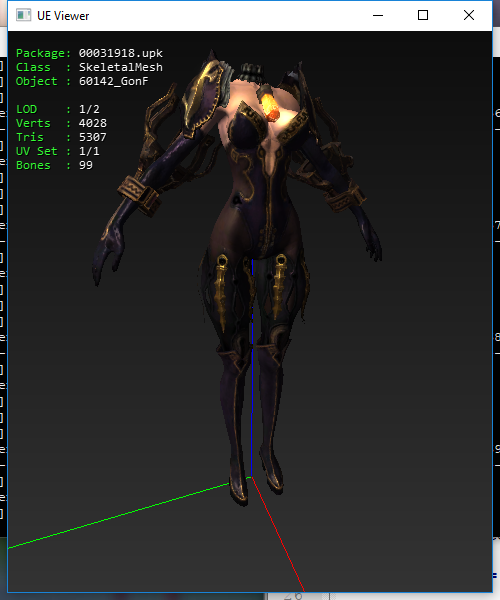 UE Viewer
Package: 00031918.upk
Class  : SkeletalMesh
Object : 60142_GonF
LOD    : 1/2
Verts  : 4028
Tris   : 5307
UV Set : 1/1
Bones  : 99